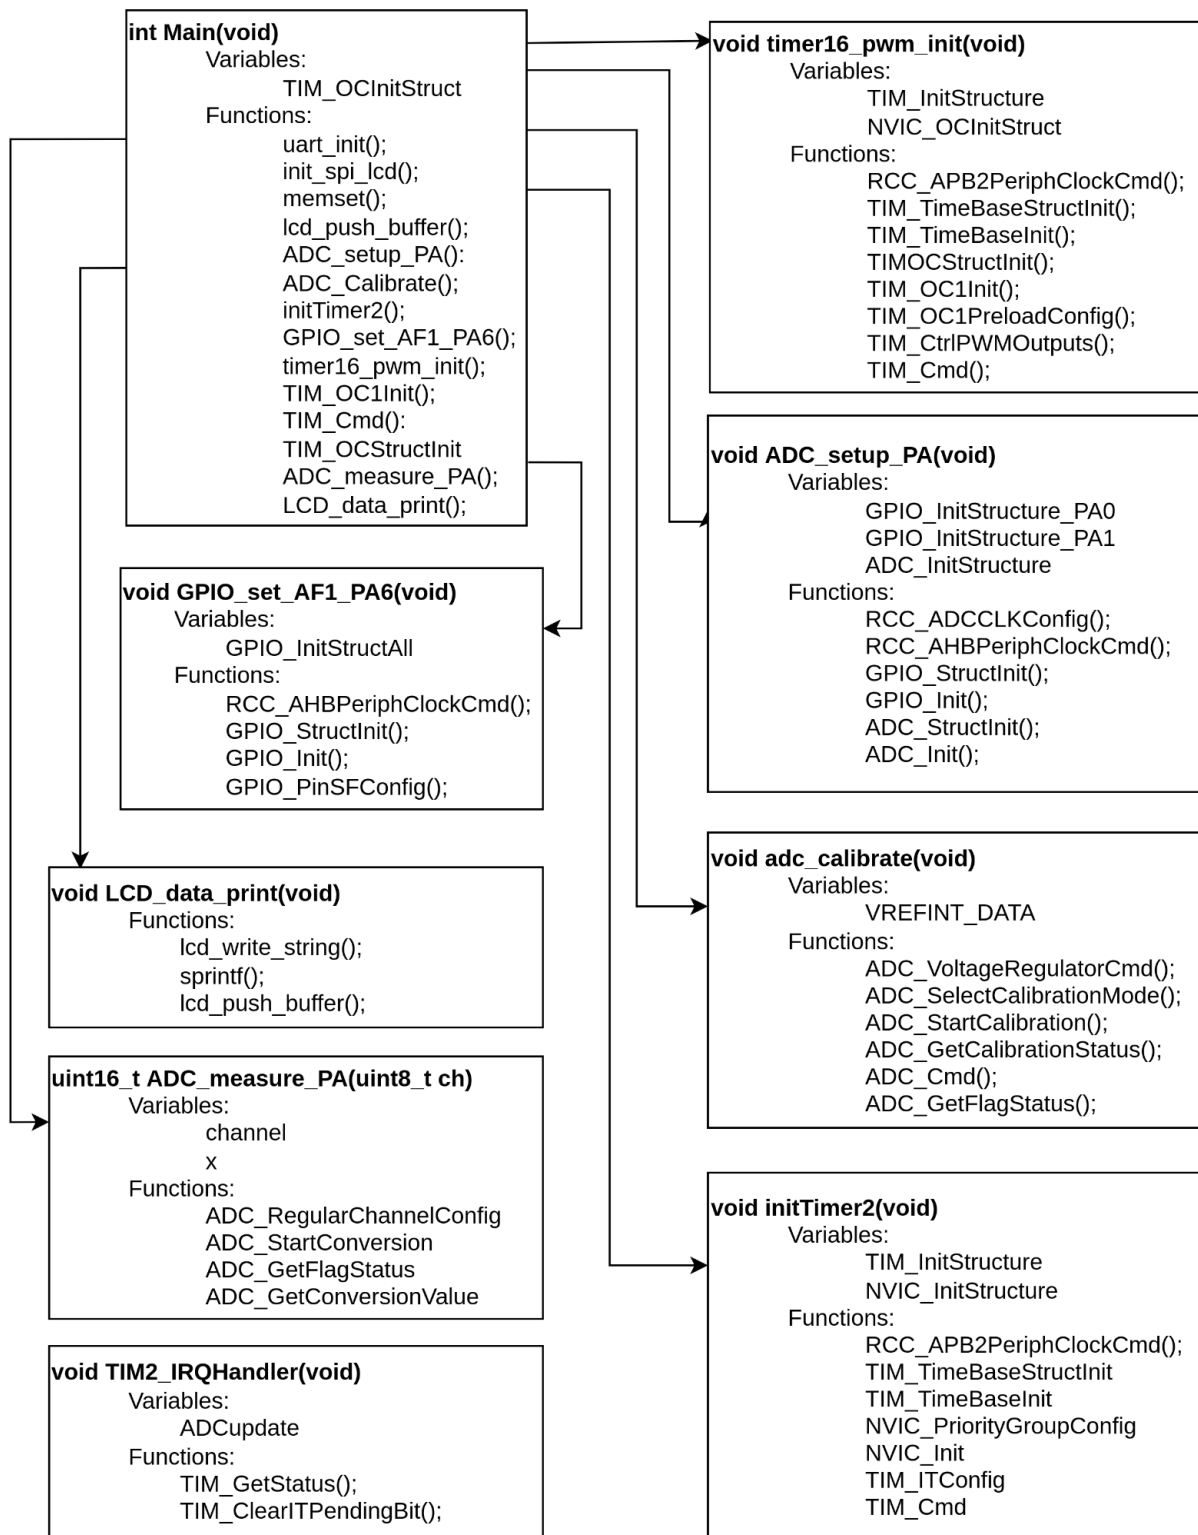 int Main(void)
Variables:
TIM_OCInitStruct
Functions:
uart_init();
init_spi_lcd();
memset();
lcd_push_buffer();
ADC_setup_PA():
ADC_Calibrate();
initTimer2();
GPIO_set_AF1_PA6();
timer16_pwm_init();
TIM_OC1Init();
TIM_Cmd():
TIM_OCStructInit
ADC_measure_PA();
LCD_data_print();
void GPIO_set_AF1_PA6(void)
Variables:
GPIO_InitStructAll
Functions:
RCC_AHBPeriphClockCmd();
GPIO_StructInit();
GPIO_Init();
GPIO_PinSFConfig();
void LCD_data_print(void)
Functions:
lcd_write_string();
sprintf();
lcd_push_buffer();
uint16_t ADC_measure_PA(uint8_t ch)
Variables:
channel
x
Functions:
ADC_RegularChannelConfig
ADC_StartConversion
ADC_GetFlagStatus
ADC_GetConversionValue
void TIM2_IRQHandler(void)
Variables:
ADCupdate
Functions:
TIM_GetStatus();
TIM_ClearITPendingBit();
void timer16_pwm_init(void)
Variables:
TIM_InitStructure
NVIC_OCInitStruct
Functions:
RCC_APB2PeriphClockCmd();
TIM_TimeBaseStructInit();
TIM_TimeBaseInit();
TIMOCStructInit();
TIM_OC1Init();
TIM_OC1PreloadConfig();
TIM_CtrlPWMOutputs();
TIM_Cmd();
void ADC_setup_PA(void)
Variables:
GPIO_InitStructure_PA0
GPIO_InitStructure_PA1
ADC_InitStructure
Functions:
RCC_ADCCLKConfig();
RCC_AHBPeriphClockCmd();
GPIO_StructInit();
GPIO_Init();
ADC_StructInit();
ADC_Init();
void adc_calibrate(void)
Variables:
VREFINT_DATA
Functions:
ADC_VoltageRegulatorCmd();
ADC_SelectCalibrationMode();
ADC_StartCalibration();
ADC_GetCalibrationStatus();
ADC_Cmd();
ADC_GetFlagStatus();
void initTimer2(void)
Variables:
TIM_InitStructure
NVIC_InitStructure
Functions:
RCC_APB2PeriphClockCmd();
TIM_TimeBaseStructInit
TIM_TimeBaseInit
NVIC_PriorityGroupConfig
NVIC_Init
TIM_ITConfig
TIM_Cmd